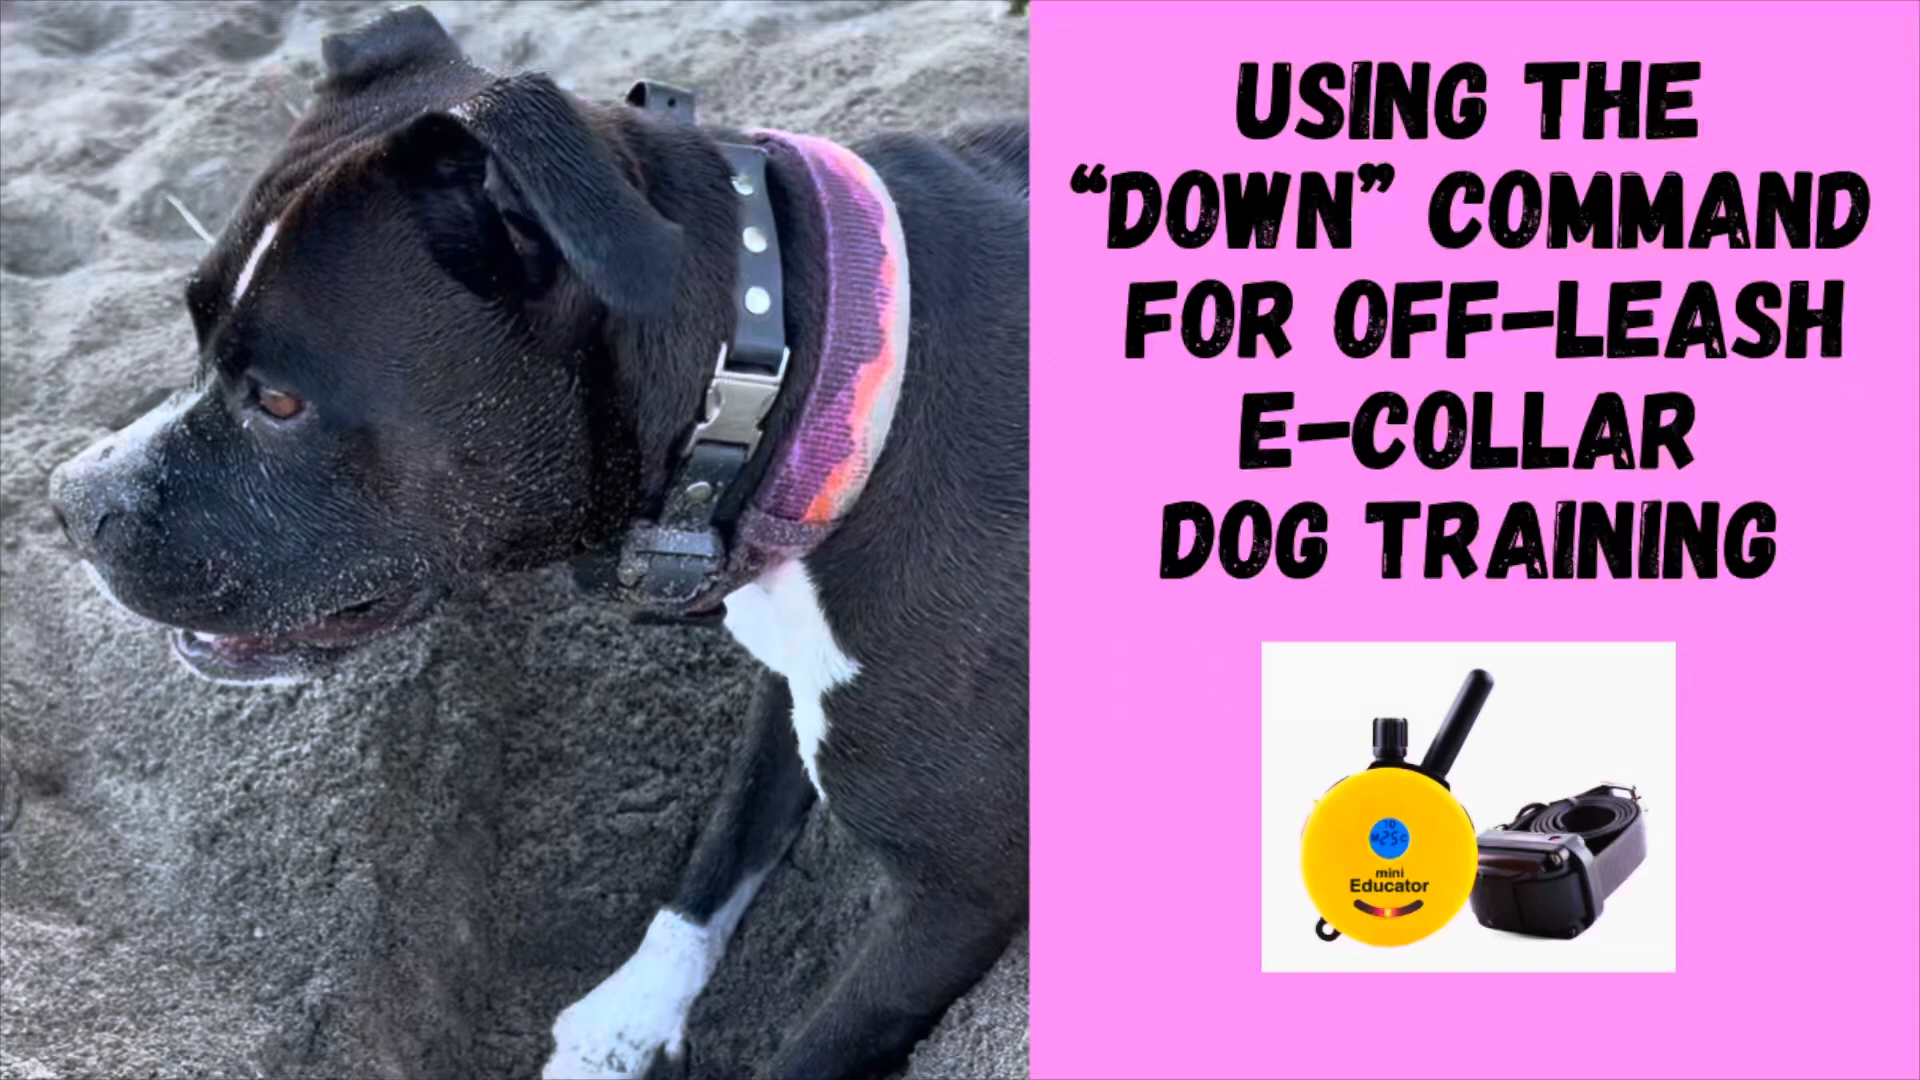 USING THE
“DOWN” COMMAND
FOR OFF-LEASH
E-COLLAR
DOG TRAINING
mini
Educator